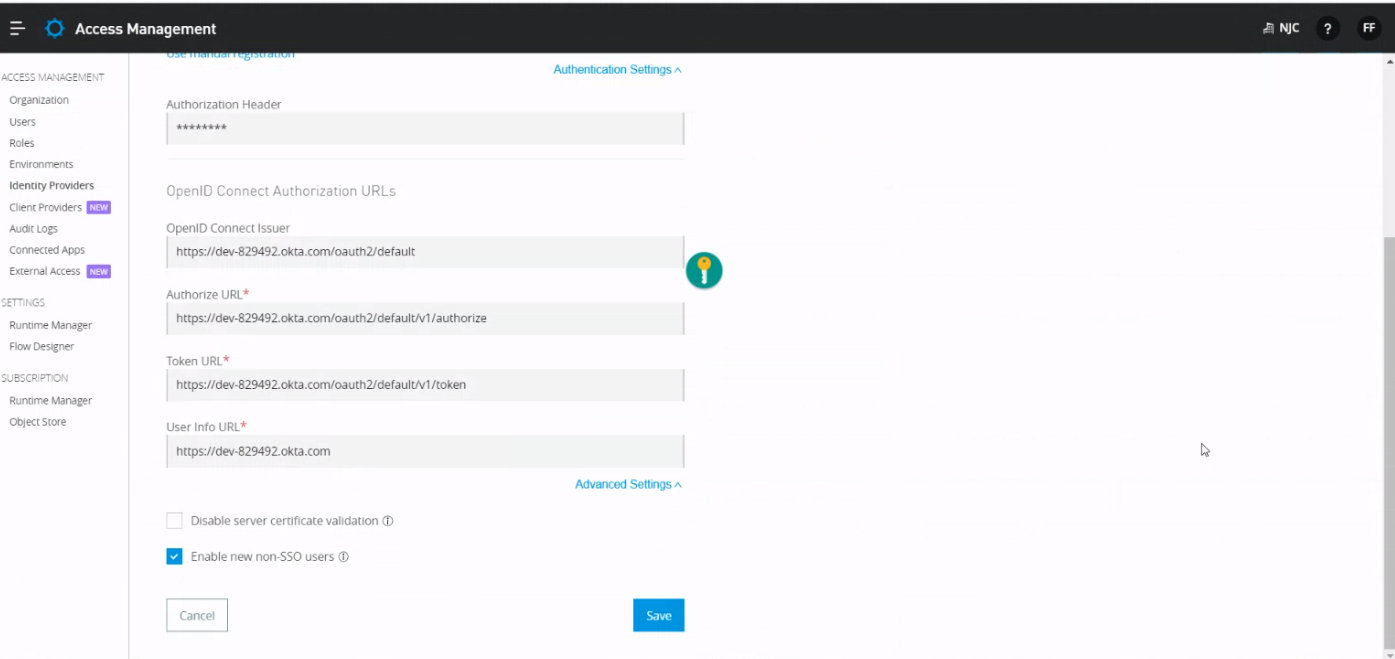 Access Management
NJC
?
FF
ACCESS MANAGEMENT
Organization
Users
Roles
Environments
Identity Providers
Client Providers NEW
Audit Logs
Connected Apps
External Access NEW
SETTINGS
Runtime Manager
Flow Designer
SUBSCRIPTION
Runtime Manager
Object Store
Use manual registration
Authentication Settings
Authorization Header
********
OpenID Connect Authorization URLs
OpenID Connect Issuer
https://dev-829492.okta.com/oauth2/default
Authorize URL*
https://dev-829492.okta.com/oauth2/default/v1/authorize
Token URL*
https://dev-829492.okta.com/oauth2/default/v1/token
User Info URL*
https://dev-829492.okta.com
Advanced Settings
Disable server certificate validation
Enable new non-SSO users
Cancel
Save